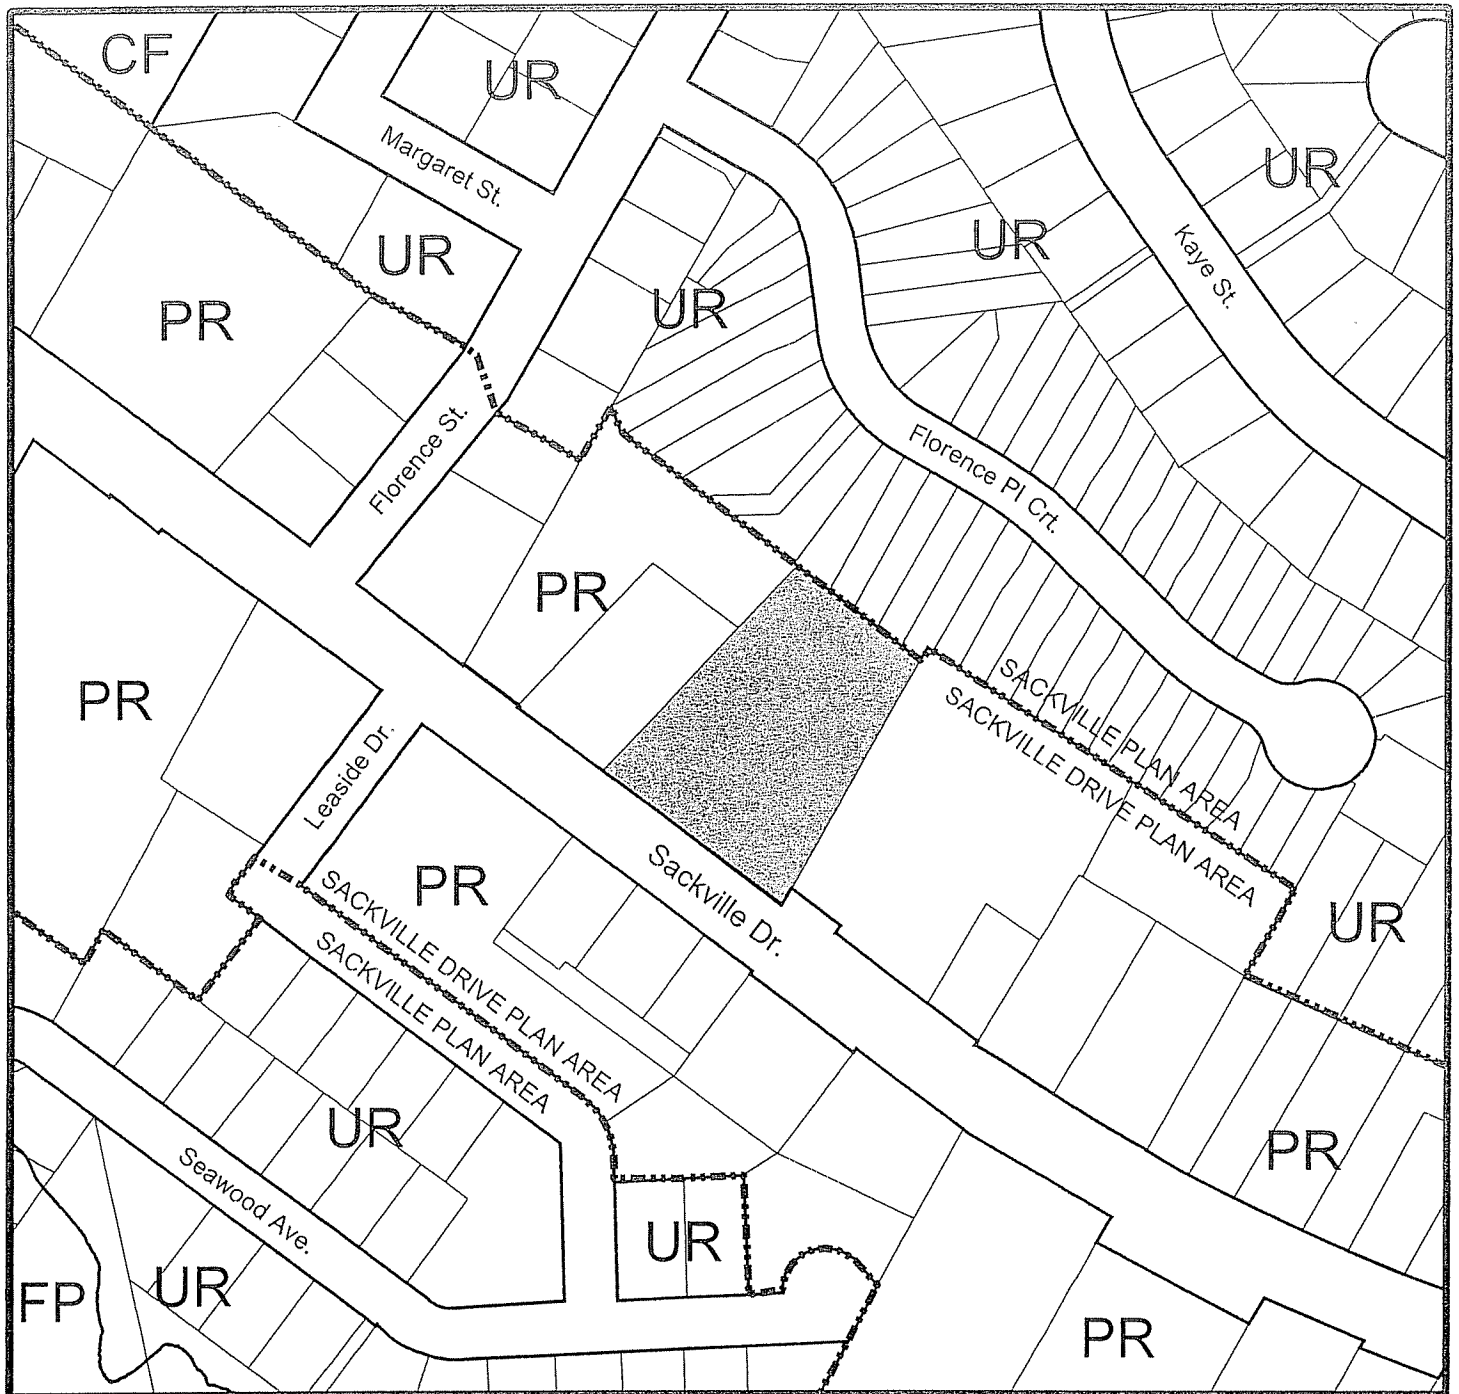 CF
UR
Margaret St.
UR
UR
UR
Kaye St.
PR
UR
Florence St.
Florence Pl Crt.
PR
PR
SACKVILLE PLAN AREA
SACKVILLE DRIVE PLAN AREA
Leaside Dr.
PR
Sackville Dr.
SACKVILLE DRIVE PLAN AREA
SACKVILLE PLAN AREA
UR
UR
PR
Seawood Ave.
UR
FP
UR
PR